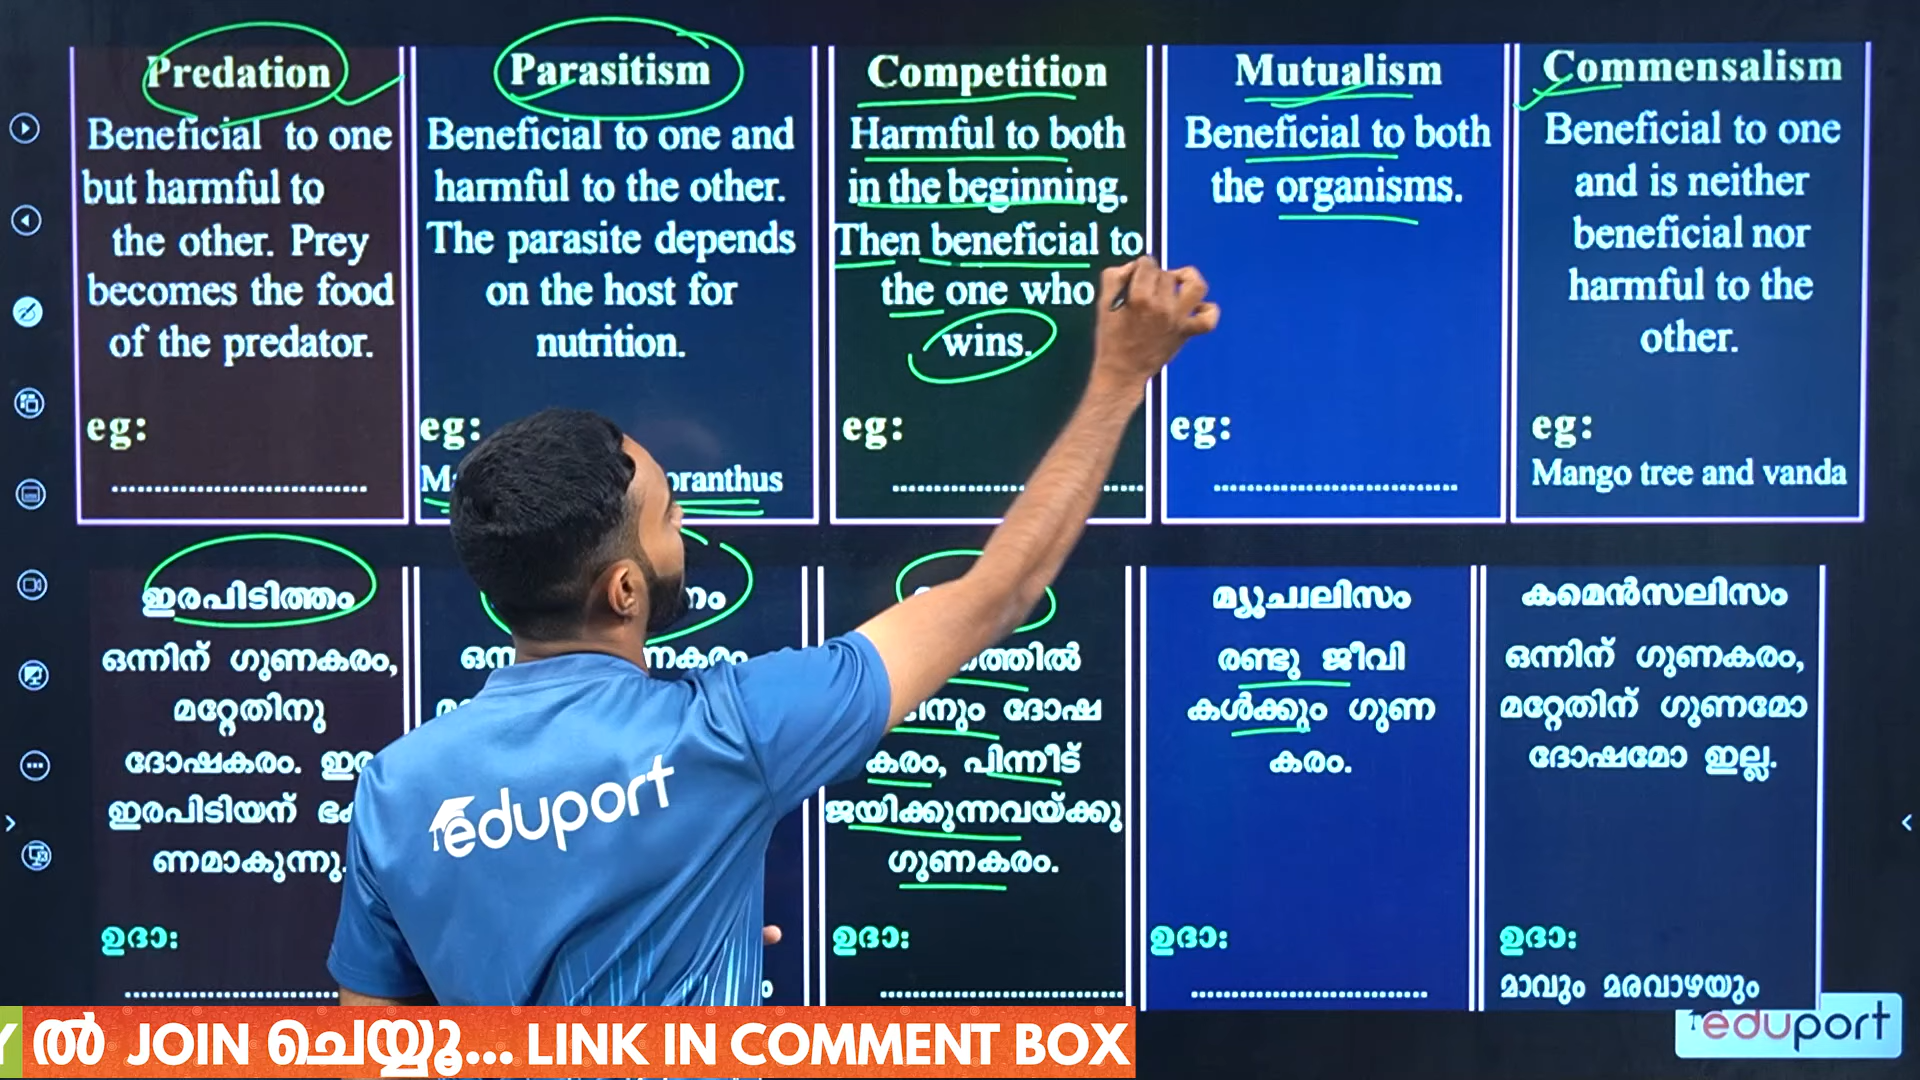 Predation
Beneficial to one
but harmful to
the other. Prey
becomes the food
of the predator.
eg:
Parasitism
Beneficial to one and
harmful to the other.
The parasite depends
on the host for
nutrition.
eg:
Competition
Harmful to both
in the beginning.
Then beneficial to
the one who
wins.
eg:
Mutualism
Beneficial to both
the organisms.
eg:
Commensalism
Beneficial to one
and is neither
beneficial nor
harmful to the
other.
eg:
Mango tree and vanda
ഇരപിടിത്തം
ഒന്നിന് ഗുണകരം,
മറ്റേതിനു
ദോഷകരം.
ഇരപിടിയന്
ണമാകുന്നു.
ഉദാ:
ദോഷ
കരം, പിന്നീട്
ജയിക്കുന്നവയ്ക്കു
ഗുണകരം.
ഉദാ:
മ്യൂച്വലിസം
രണ്ടു ജീവി
കൾക്കും ഗുണ
കരം.
ഉദാ:
കമെൻസലിസം
ഒന്നിന് ഗുണകരം,
മറ്റേതിന് ഗുണമോ
ദോഷമോ ഇല്ല.
ഉദാ:
മാവും മരവാഴയും
eduport
ൽ JOIN ചെയ്യൂ... LINK IN COMMENT BOX
eduport